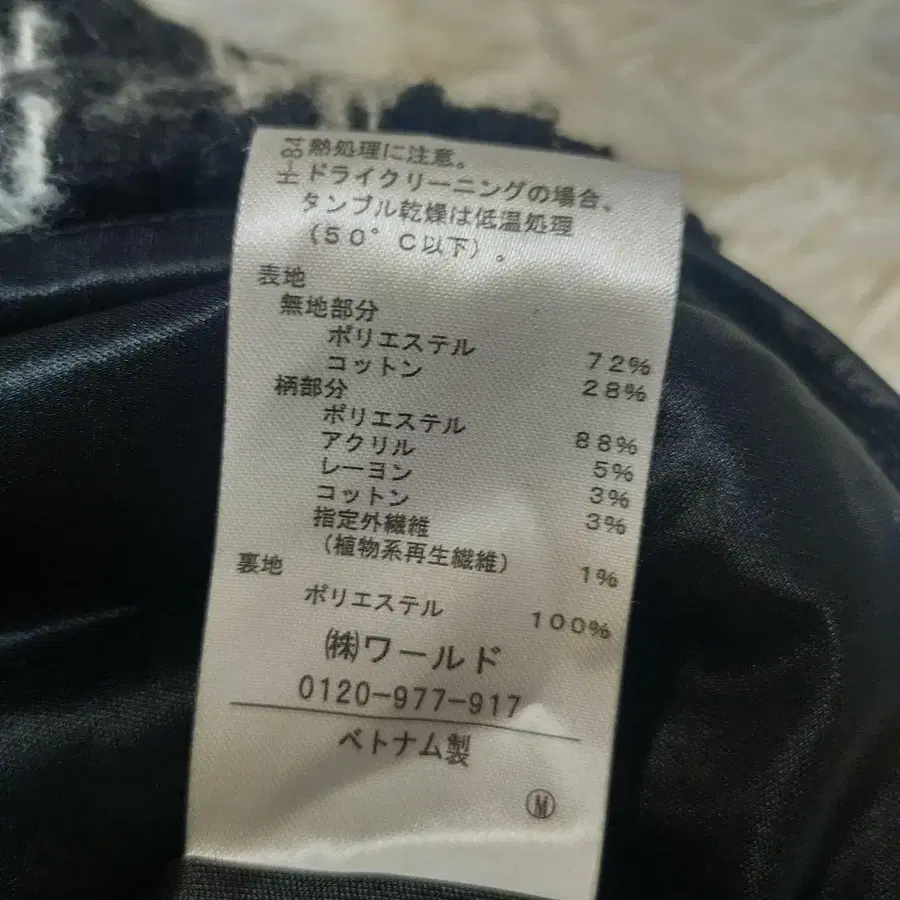 熱処理に注意。
ドライクリーニングの場合、
タンブル乾燥は低温処理
(50°C以下)。
表地
無地部分
ポリエステル 72%
コットン 28%
柄部分
ポリエステル 88%
アクリル 5%
レーヨン 3%
コットン 3%
指定外繊維
(植物系再生繊維) 1%
裏地
ポリエステル 100%
㈱ワールド
0120-977-917
ベトナム製
Ⓜ